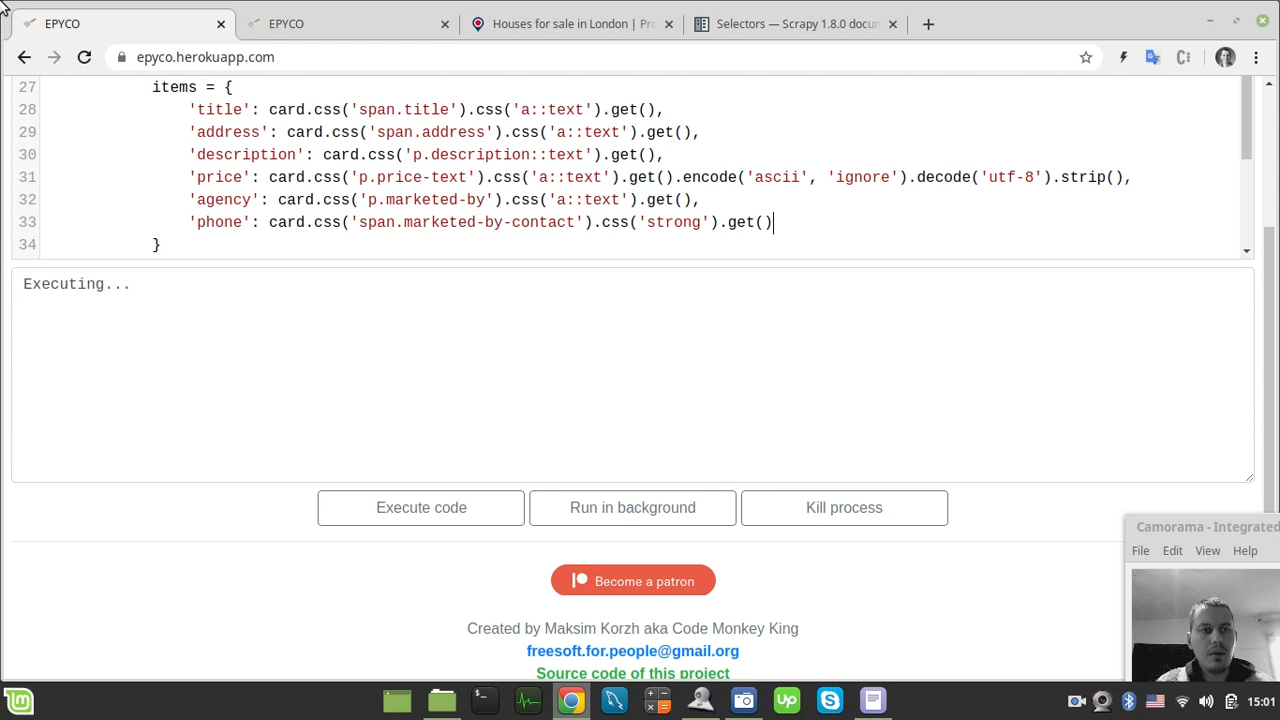 EPYCO
EPYCO
Houses for sale in London | Pro
Selectors — Scrapy 1.8.0 docu
epyco.herokuapp.com
27 items = {
28 'title': card.css('span.title').css('a::text').get(),
29 'address': card.css('span.address').css('a::text').get(),
30 'description': card.css('p.description::text').get(),
31 'price': card.css('p.price-text').css('a::text').get().encode('ascii', 'ignore').decode('utf-8').strip(),
32 'agency': card.css('p.marketed-by').css('a::text').get(),
33 'phone': card.css('span.marketed-by-contact').css('strong').get()
34 }
Executing...
Execute code
Run in background
Kill process
Become a patron
Created by Maksim Korzh aka Code Monkey King
freesoft.for.people@gmail.org
Source code of this project
Camorama - Integrated
File Edit View Help
Up
15:01